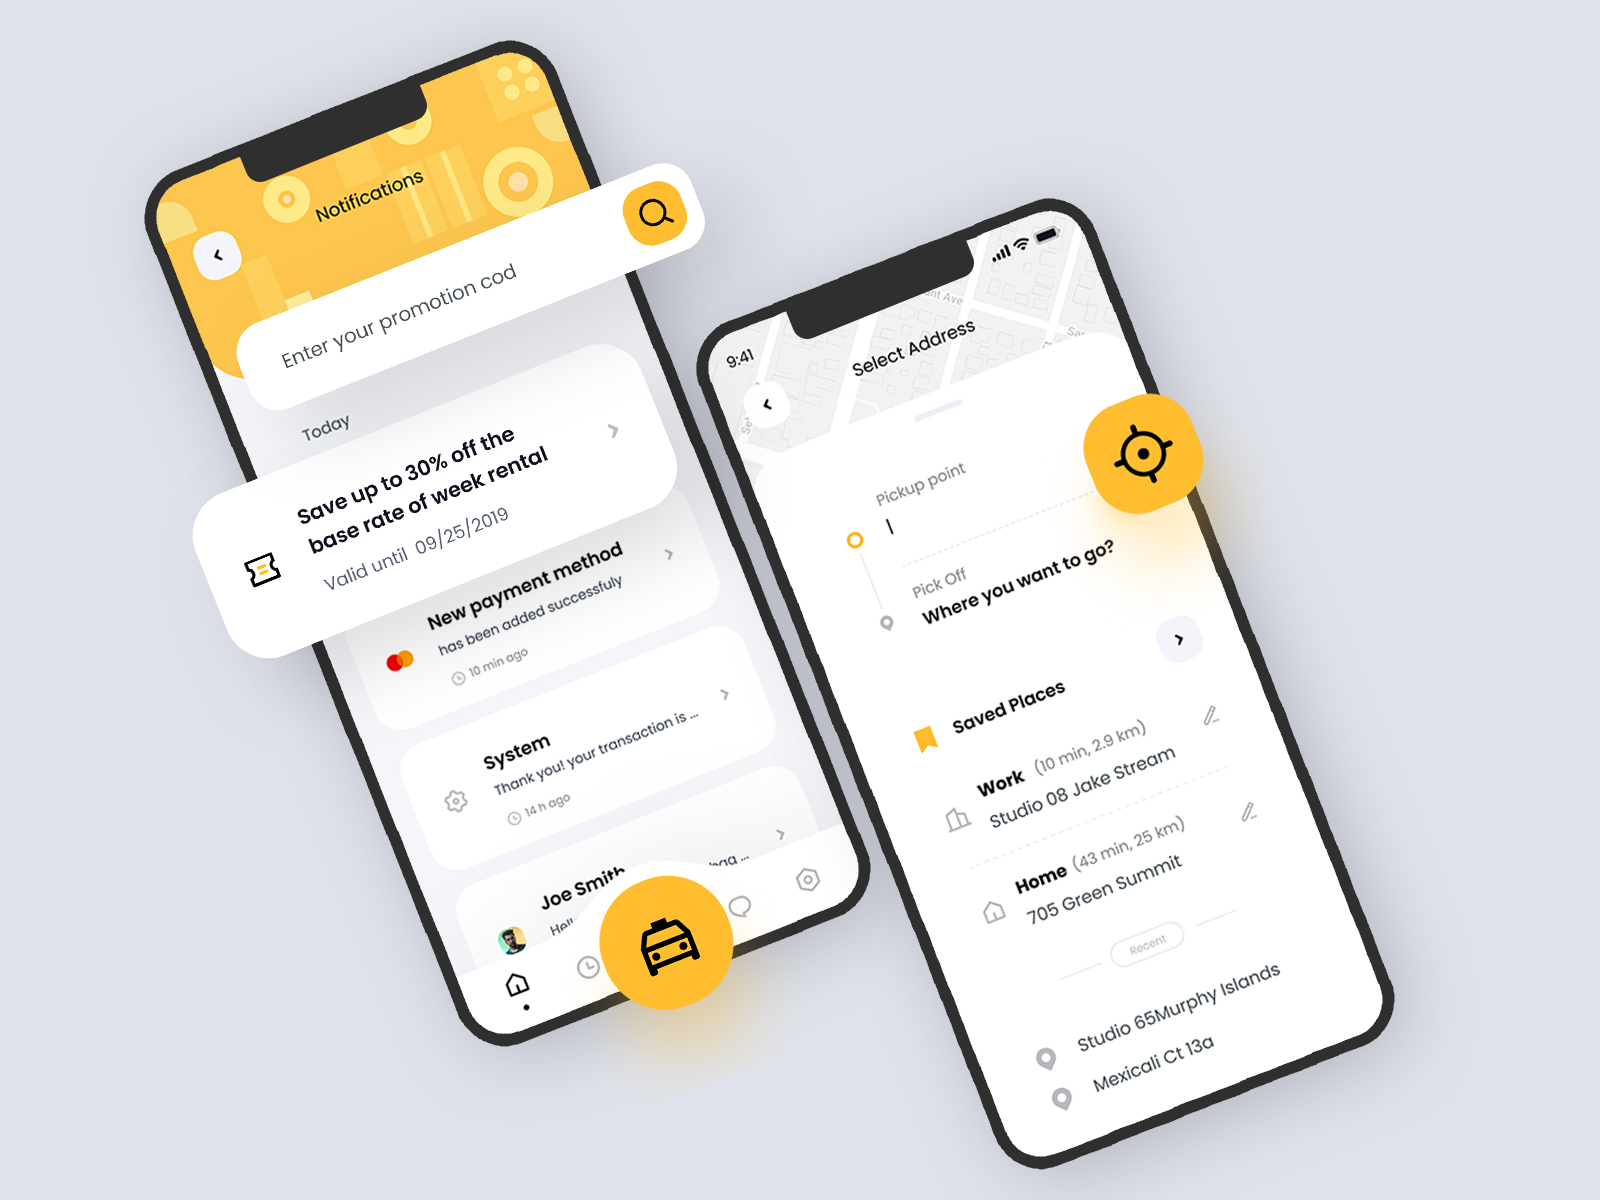 Notifications
Enter your promotion cod
Today
Save up to 30% off the
base rate of week rental
Valid until 09/25/2019
New payment method
has been added successfuly
10 min ago
System
Thank you! your transaction is ...
14 h ago
Joe Smith
9:41
Select Address
Pickup point
Pick Off
Where you want to go?
Saved Places
Work (10 min, 2.9 km)
Studio 08 Jake Stream
Home (43 min, 25 km)
705 Green Summit
Recent
Studio 65Murphy Islands
Mexicali Ct 13a